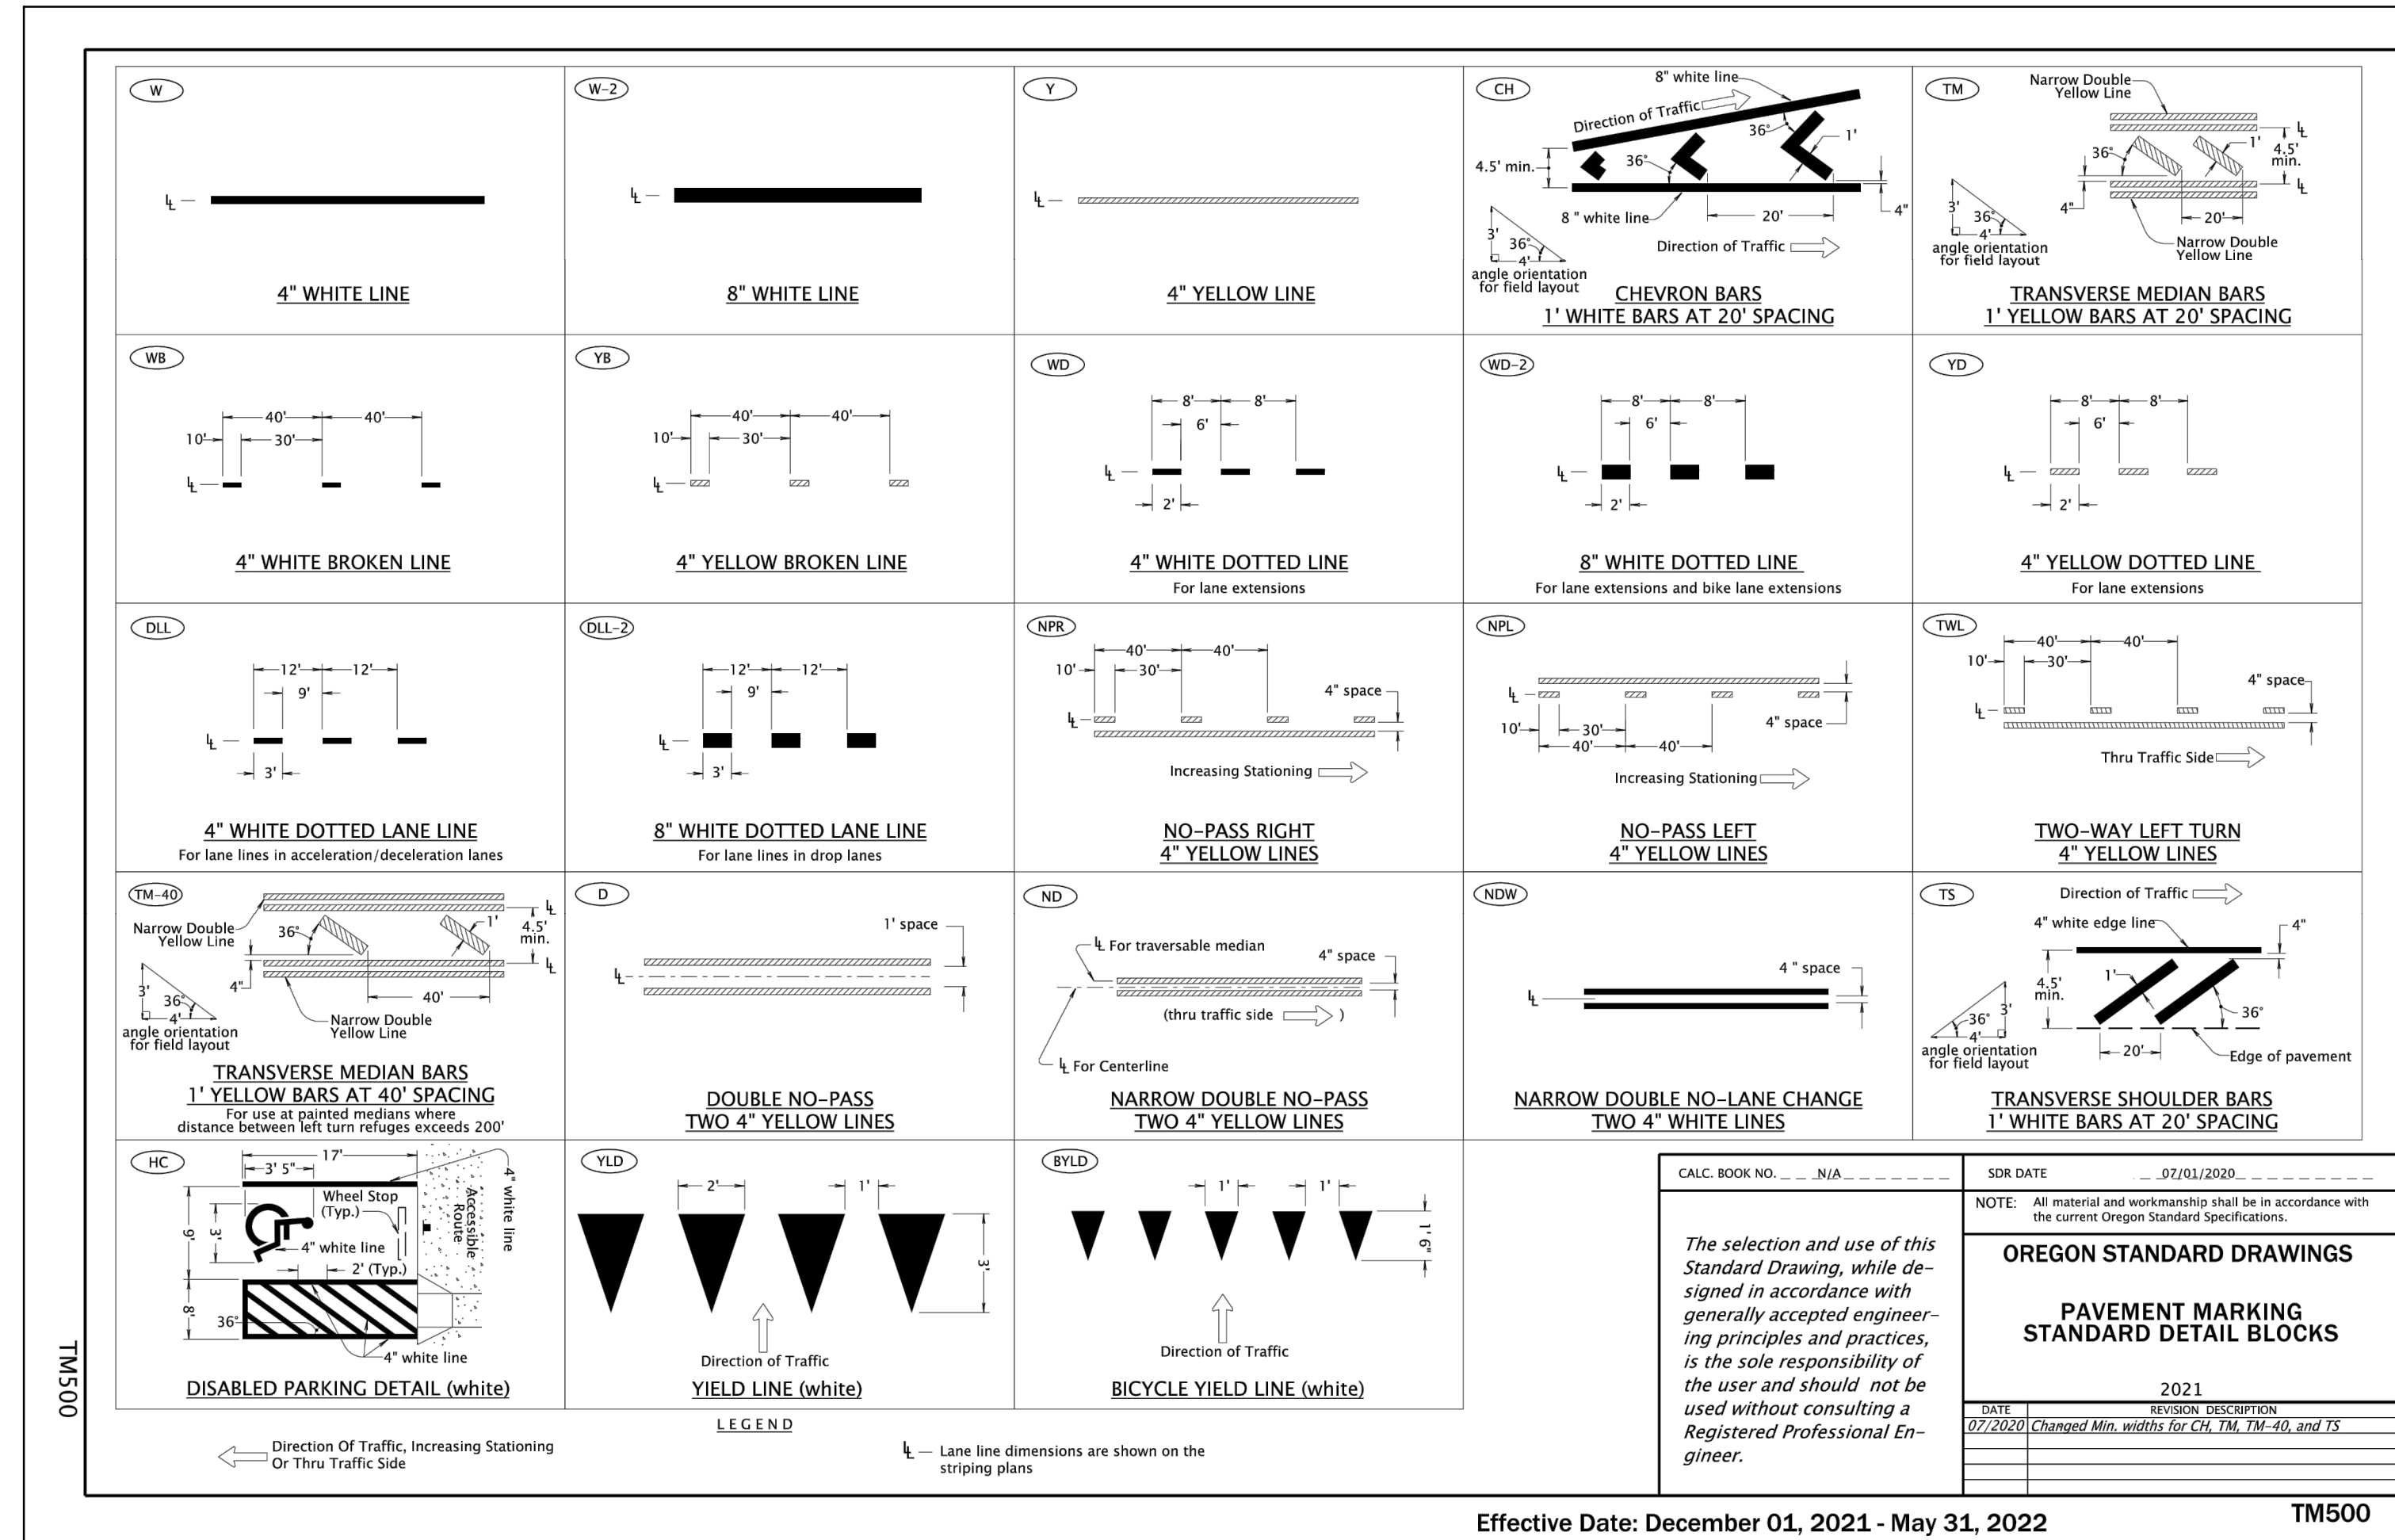 W
L
4" WHITE LINE
W-2
L
8" WHITE LINE
Y
L
4" YELLOW LINE
CH
8" white line
Direction of Traffic
36°
1'
4.5' min.
36°
8 " white line
20'
4"
3'
36°
4'
Direction of Traffic
angle orientation
for field layout
CHEVRON BARS
1' WHITE BARS AT 20' SPACING
TM
Narrow Double
Yellow Line
L
36°
1'
4.5'
min.
L
4"
20'
3'
36°
4'
angle orientation
for field layout
Narrow Double
Yellow Line
TRANSVERSE MEDIAN BARS
1' YELLOW BARS AT 20' SPACING
WB
40' 40'
10' 30'
L
4" WHITE BROKEN LINE
YB
40' 40'
10' 30'
L
4" YELLOW BROKEN LINE
WD
8' 8'
6'
L
2'
4" WHITE DOTTED LINE
For lane extensions
WD-2
8' 8'
6'
L
2'
8" WHITE DOTTED LINE
For lane extensions and bike lane extensions
YD
8' 8'
6'
L
2'
4" YELLOW DOTTED LINE
For lane extensions
DLL
12' 12'
9'
L
3'
4" WHITE DOTTED LANE LINE
For lane lines in acceleration/deceleration lanes
DLL-2
12' 12'
9'
L
3'
8" WHITE DOTTED LANE LINE
For lane lines in drop lanes
NPR
40' 40'
10' 30'
4" space
L
Increasing Stationing
NO-PASS RIGHT
4" YELLOW LINES
NPL
L
4" space
10' 30'
40' 40'
Increasing Stationing
NO-PASS LEFT
4" YELLOW LINES
TWL
40' 40'
10' 30'
4" space
L
Thru Traffic Side
TWO-WAY LEFT TURN
4" YELLOW LINES
TM-40
Narrow Double
Yellow Line
L
36°
1'
4.5'
min.
L
4"
40'
3'
36°
4'
angle orientation
for field layout
Narrow Double
Yellow Line
TRANSVERSE MEDIAN BARS
1' YELLOW BARS AT 40' SPACING
For use at painted medians where
distance between left turn refuges exceeds 200'
D
1' space
L
DOUBLE NO-PASS
TWO 4" YELLOW LINES
ND
L For traversable median
4" space
(thru traffic side )
L For Centerline
NARROW DOUBLE NO-PASS
TWO 4" YELLOW LINES
NDW
4 " space
L
NARROW DOUBLE NO-LANE CHANGE
TWO 4" WHITE LINES
TS
Direction of Traffic
4" white edge line
4"
1'
4.5'
min.
36°
3'
36°
4'
20'
angle orientation
for field layout
Edge of pavement
TRANSVERSE SHOULDER BARS
1' WHITE BARS AT 20' SPACING
HC
17'
3' 5"
Wheel Stop
(Typ.)
Accessible
Route
4" white line
9'
3'
4" white line
2' (Typ.)
8'
36°
4" white line
DISABLED PARKING DETAIL (white)
YLD
2' 1'
3'
Direction of Traffic
YIELD LINE (white)
BYLD
1' 1'
1' 6"
Direction of Traffic
BICYCLE YIELD LINE (white)
LEGEND
Direction Of Traffic, Increasing Stationing
Or Thru Traffic Side
L Lane line dimensions are shown on the
striping plans
CALC. BOOK NO. N/A
SDR DATE 07/01/2020
NOTE: All material and workmanship shall be in accordance with
the current Oregon Standard Specifications.
The selection and use of this
Standard Drawing, while de-
signed in accordance with
generally accepted engineer-
ing principles and practices,
is the sole responsibility of
the user and should not be
used without consulting a
Registered Professional En-
gineer.
OREGON STANDARD DRAWINGS
PAVEMENT MARKING
STANDARD DETAIL BLOCKS
2021
DATE REVISION DESCRIPTION
07/2020 Changed Min. widths for CH, TM, TM-40, and TS
TM500
Effective Date: December 01, 2021 - May 31, 2022
TM500